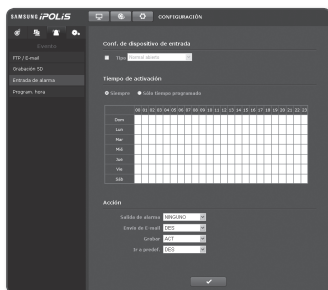 SAMSUNG iPOLiS
CONFIGURACIÓN
Evento
FTP / E-mail
Grabación SD
Entrada de alarma
Program. hora
Conf. de dispositivo de entrada
Tipo Normal abierto
Tiempo de activación
Siempre Sólo tiempo programado
00 01 02 03 04 05 06 07 08 09 10 11 12 13 14 15 16 17 18 19 20 21 22 23
Dom
Lun
Mar
Mié
Jue
Vie
Sáb
Acción
Salida de alarmas NINGUNO
Envío de E-mail DES
Grabar ACT
Ir a predef. DES